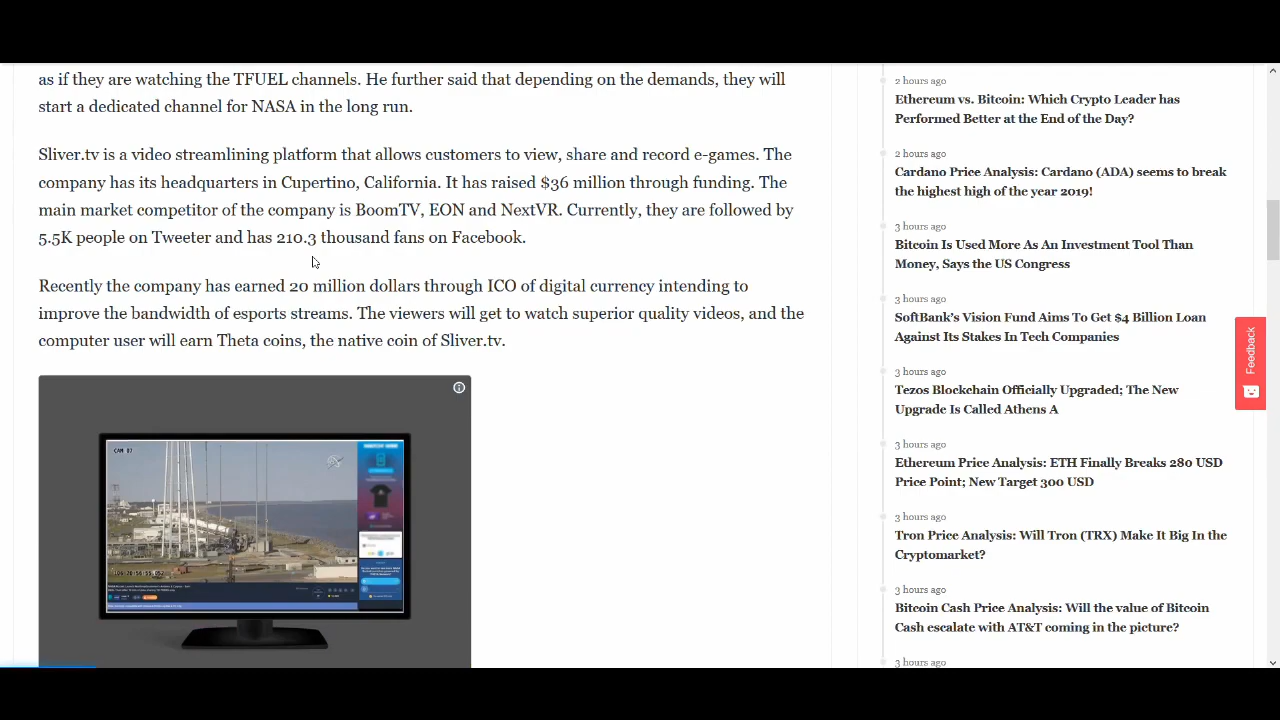 as if they are watching the TFUEL channels. He further said that depending on the demands, they will
start a dedicated channel for NASA in the long run.
Sliver.tv is a video streamlining platform that allows customers to view, share and record e-games. The
company has its headquarters in Cupertino, California. It has raised $36 million through funding. The
main market competitor of the company is BoomTV, EON and NextVR. Currently, they are followed by
5.5K people on Tweeter and has 210.3 thousand fans on Facebook.
Recently the company has earned 20 million dollars through ICO of digital currency intending to
improve the bandwidth of esports streams. The viewers will get to watch superior quality videos, and the
computer user will earn Theta coins, the native coin of Sliver.tv.
CAM 07
2 hours ago
Ethereum vs. Bitcoin: Which Crypto Leader has
Performed Better at the End of the Day?
2 hours ago
Cardano Price Analysis: Cardano (ADA) seems to break
the highest high of the year 2019!
3 hours ago
Bitcoin Is Used More As An Investment Tool Than
Money, Says the US Congress
3 hours ago
SoftBank's Vision Fund Aims To Get $4 Billion Loan
Against Its Stakes In Tech Companies
3 hours ago
Tezos Blockchain Officially Upgraded; The New
Upgrade Is Called Athens A
3 hours ago
Ethereum Price Analysis: ETH Finally Breaks 280 USD
Price Point; New Target 300 USD
3 hours ago
Tron Price Analysis: Will Tron (TRX) Make It Big In the
Cryptomarket?
3 hours ago
Bitcoin Cash Price Analysis: Will the value of Bitcoin
Cash escalate with AT&T coming in the picture?
3 hours ago
Feedback